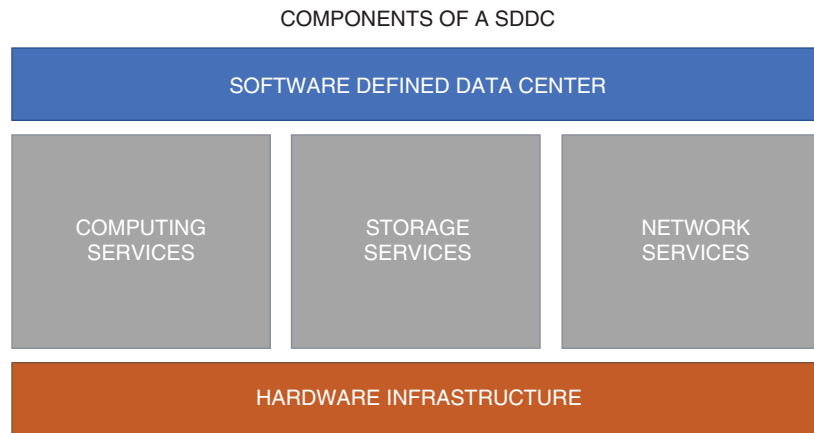 COMPONENTS OF A SDDC
SOFTWARE DEFINED DATA CENTER
COMPUTING
SERVICES
STORAGE
SERVICES
NETWORK
SERVICES
HARDWARE INFRASTRUCTURE